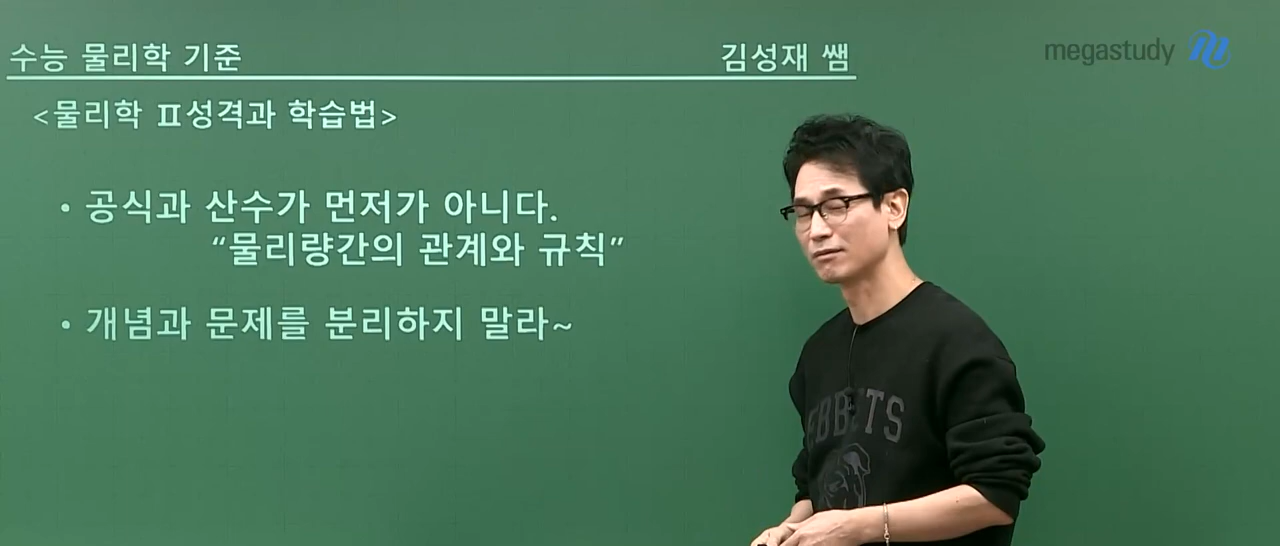 수능 물리학 기준
김성재 쌤
megastudy
<물리학 Ⅱ성격과 학습법>
• 공식과 산수가 먼저가 아니다.
“물리량간의 관계와 규칙”
• 개념과 문제를 분리하지 말라~